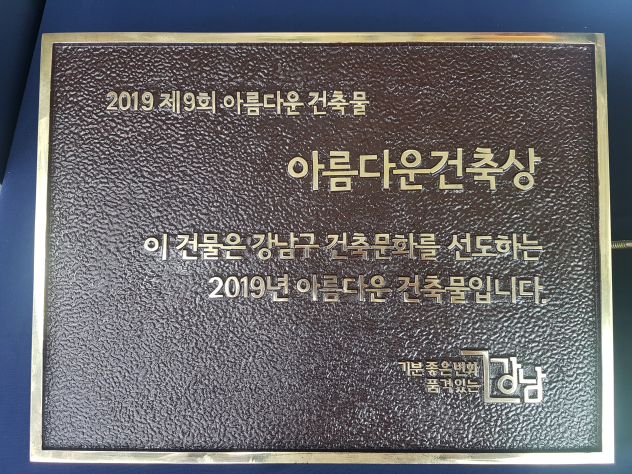 2019 제9회 아름다운 건축물
아름다운건축상
이 건물은 강남구 건축문화를 선도하는
2019년 아름다운 건축물입니다.
기분 좋은 변화
품격 있는
강남